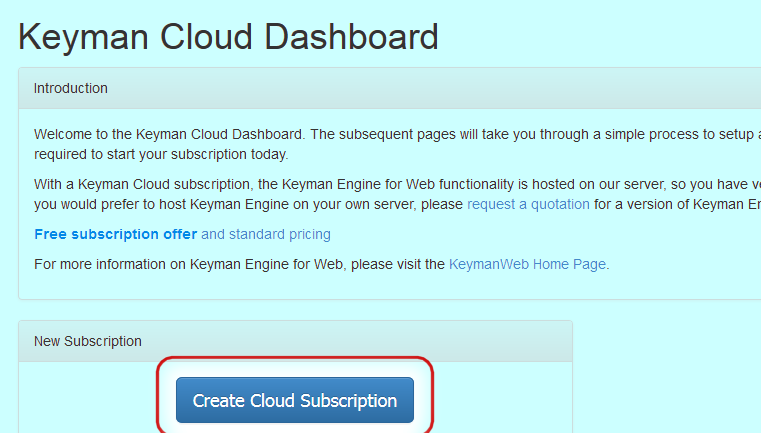 Keyman Cloud Dashboard
Introduction
Welcome to the Keyman Cloud Dashboard. The subsequent pages will take you through a simple process to setup
required to start your subscription today.
With a Keyman Cloud subscription, the Keyman Engine for Web functionality is hosted on our server, so you have
you would prefer to host Keyman Engine on your own server, please request a quotation for a version of Keyman
Free subscription offer and standard pricing
For more information on Keyman Engine for Web, please visit the KeymanWeb Home Page.
New Subscription
Create Cloud Subscription